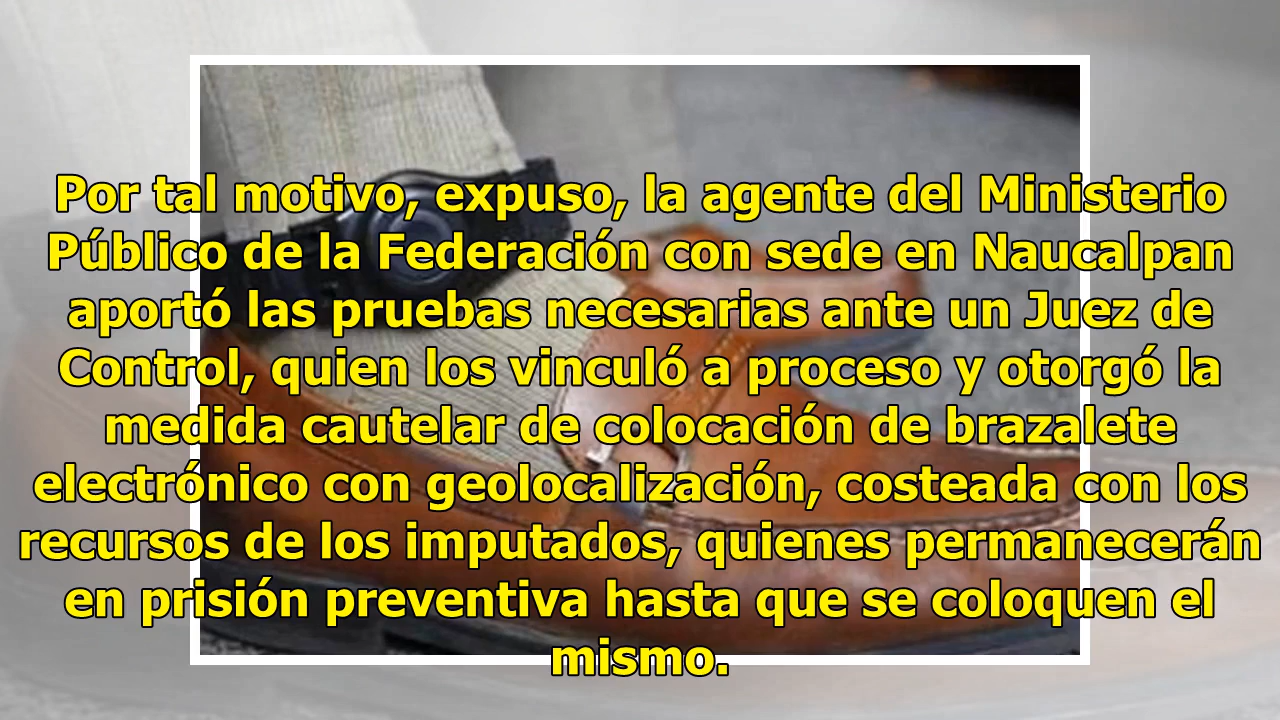 Por tal motivo, expuso, la agente del Ministerio
Público de la Federación con sede en Naucalpan
aportó las pruebas necesarias ante un Juez de
Control, quien los vinculó a proceso y otorgó la
medida cautelar de colocación de brazalete
electrónico con geolocalización, costeada con los
recursos de los imputados, quienes permanecerán
en prisión preventiva hasta que se coloquen el
mismo.